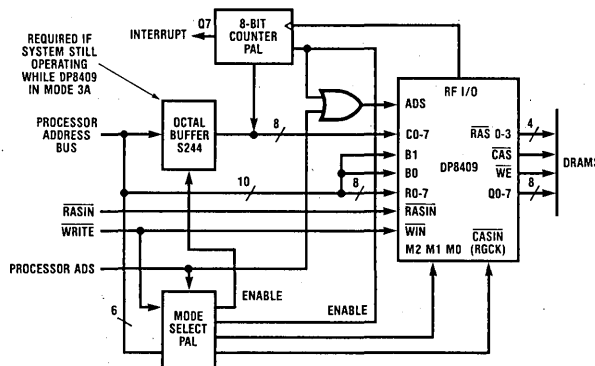 Q7
8-BIT
COUNTER
PAL
INTERRUPT
REQUIRED IF
SYSTEM STILL
OPERATING
WHILE DP8409
IN MODE 3A
RF I/O
ADS
PROCESSOR
ADDRESS
BUS
OCTAL
BUFFER
S244
8
C0-7
RAS 0-3
4
B1
CAS
DP8409
DRAMS
10
8
B0
WE
R0-7
Q0-7
8
RASIN
RASIN
WRITE
WIN
CASIN
M2 M1 M0
(RGCK)
PROCESSOR ADS
ENABLE
ENABLE
6
MODE
SELECT
PAL